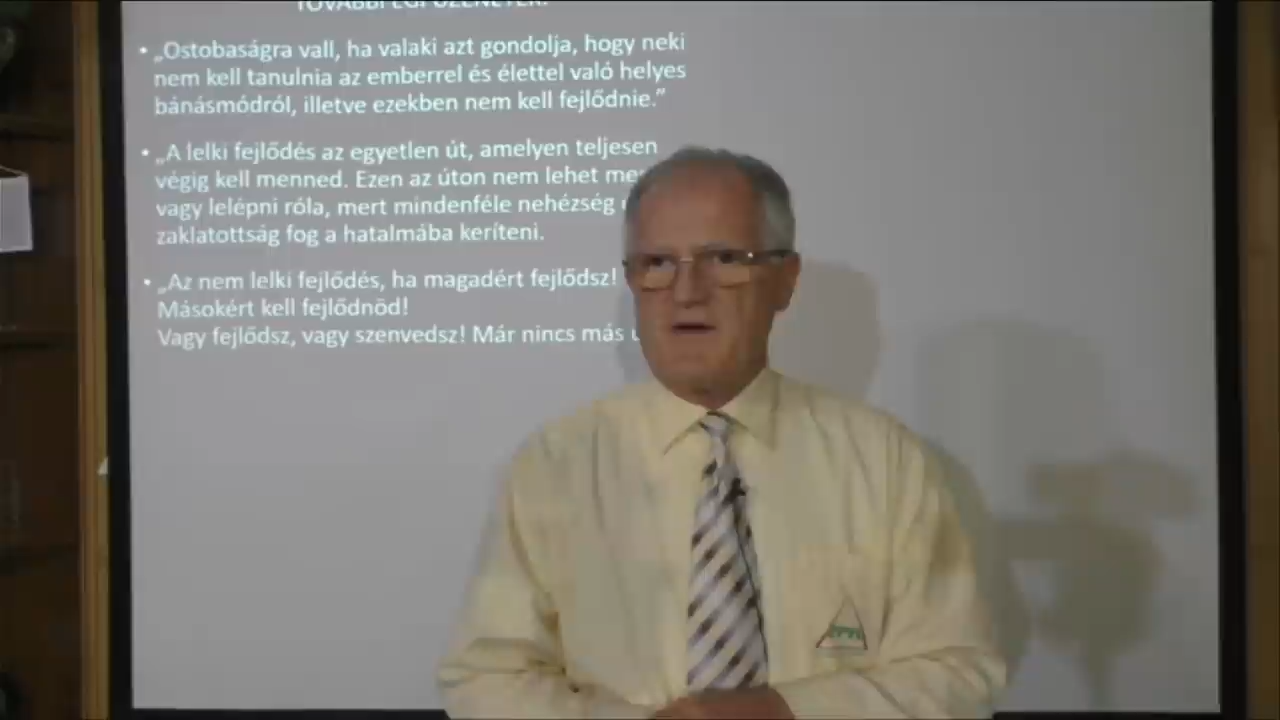 TOVÁBBI ÉGI ÜZENETEK:
• „Ostobaságra vall, ha valaki azt gondolja, hogy neki
nem kell tanulnia az emberrel és élettel való helyes
bánásmódról, illetve ezekben nem kell fejlődnie.”
• „A lelki fejlődés az egyetlen út, amelyen teljesen
végig kell menned. Ezen az úton nem lehet
vagy lelépni róla, mert mindenféle nehézség
zaklatottság fog a hatalmába keríteni.
• „Az nem lelki fejlődés, ha magadért fejlődsz!
Másokért kell fejlődnöd!
Vagy fejlődsz, vagy szenvedsz! Már nincs más